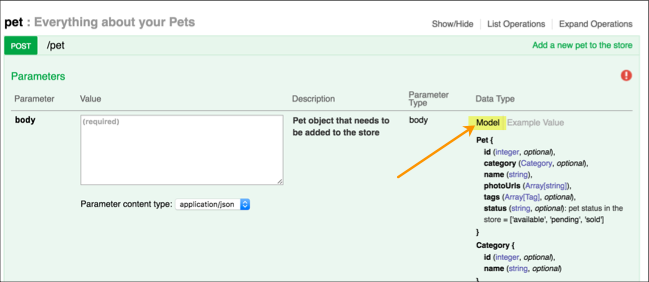 pet : Everything about your Pets
Show/Hide
List Operations
Expand Operations
POST
/pet
Add a new pet to the store
Parameters
!
Parameter
Value
Description
Parameter
Type
Data Type
body
(required)
Pet object that needs to
be added to the store
body
Model
Example Value
Pet {
id (integer, optional),
category (Category, optional),
name (string),
photoUrls (Array[string]),
tags (Array[Tag], optional),
status (string, optional): pet status in the
store = ['available', 'pending', 'sold']
}
Category {
id (integer, optional),
name (string, optional)
}
Parameter content type:
application/json